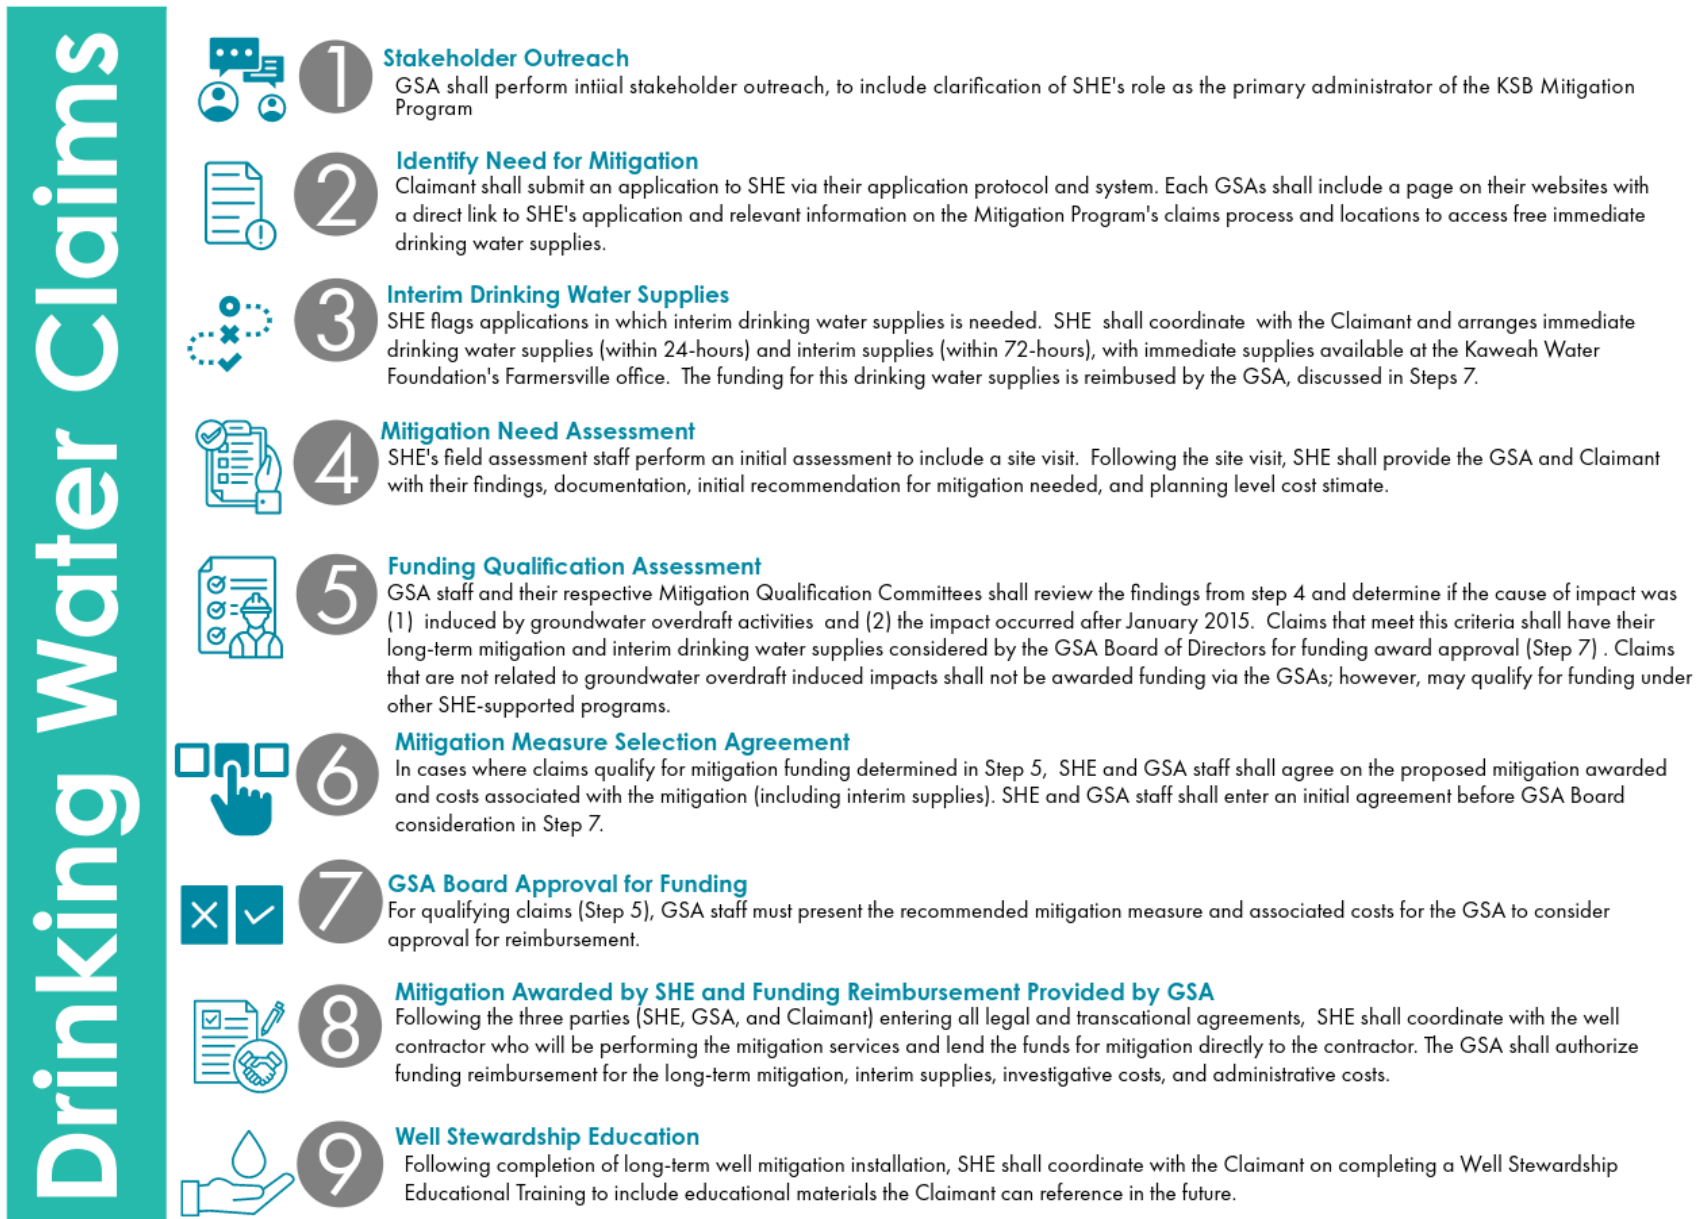 Drinking Water Claims
1
Stakeholder Outreach
GSA shall perform intiial stakeholder outreach, to include clarification of SHE's role as the primary administrator of the KSB Mitigation
Program
2
Identify Need for Mitigation
Claimant shall submit an application to SHE via their application protocol and system. Each GSAs shall include a page on their websites with
a direct link to SHE's application and relevant information on the Mitigation Program's claims process and locations to access free immediate
drinking water supplies.
3
Interim Drinking Water Supplies
SHE flags applications in which interim drinking water supplies is needed. SHE shall coordinate with the Claimant and arranges immediate
drinking water supplies (within 24-hours) and interim supplies (within 72-hours), with immediate supplies available at the Kaweah Water
Foundation's Farmersville office. The funding for this drinking water supplies is reimbused by the GSA, discussed in Steps 7.
4
Mitigation Need Assessment
SHE's field assessment staff perform an initial assessment to include a site visit. Following the site visit, SHE shall provide the GSA and Claimant
with their findings, documentation, initial recommendation for mitigation needed, and planning level cost stimate.
5
Funding Qualification Assessment
GSA staff and their respective Mitigation Qualification Committees shall review the findings from step 4 and determine if the cause of impact was
(1) induced by groundwater overdraft activities and (2) the impact occurred after January 2015. Claims that meet this criteria shall have their
long-term mitigation and interim drinking water supplies considered by the GSA Board of Directors for funding award approval (Step 7) . Claims
that are not related to groundwater overdraft induced impacts shall not be awarded funding via the GSAs; however, may qualify for funding under
other SHE-supported programs.
6
Mitigation Measure Selection Agreement
In cases where claims qualify for mitigation funding determined in Step 5, SHE and GSA staff shall agree on the proposed mitigation awarded
and costs associated with the mitigation (including interim supplies). SHE and GSA staff shall enter an initial agreement before GSA Board
consideration in Step 7.
7
GSA Board Approval for Funding
For qualifying claims (Step 5), GSA staff must present the recommended mitigation measure and associated costs for the GSA to consider
approval for reimbursement.
8
Mitigation Awarded by SHE and Funding Reimbursement Provided by GSA
Following the three parties (SHE, GSA, and Claimant) entering all legal and transcational agreements, SHE shall coordinate with the well
contractor who will be performing the mitigation services and lend the funds for mitigation directly to the contractor. The GSA shall authorize
funding reimbursement for the long-term mitigation, interim supplies, investigative costs, and administrative costs.
9
Well Stewardship Education
Following completion of long-term well mitigation installation, SHE shall coordinate with the Claimant on completing a Well Stewardship
Educational Training to include educational materials the Claimant can reference in the future.